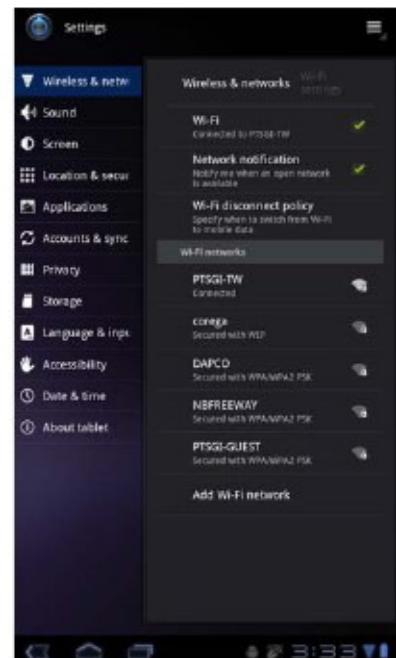 Settings
Wireless & netw
Sound
Screen
Location & secur
Applications
Accounts & sync
Privacy
Storage
Language & inpu
Accessibility
Date & time
About tablet
Wireless & networks
Wi-Fi settings
Wi-Fi
Connected to PTSGI-TW
Network notification
Notify me when an open network
is available
Wi-Fi disconnect policy
Specify when to switch from Wi-Fi
to mobile data
Wi-Fi networks
PTSGI-TW
Connected
corega
Secured with WEP
DAPCO
Secured with WPA/WPA2 PSK
NBFREEWAY
Secured with WPA/WPA2 PSK
PTSGI-GUEST
Secured with WPA/WPA2 PSK
Add Wi-Fi network
3:33